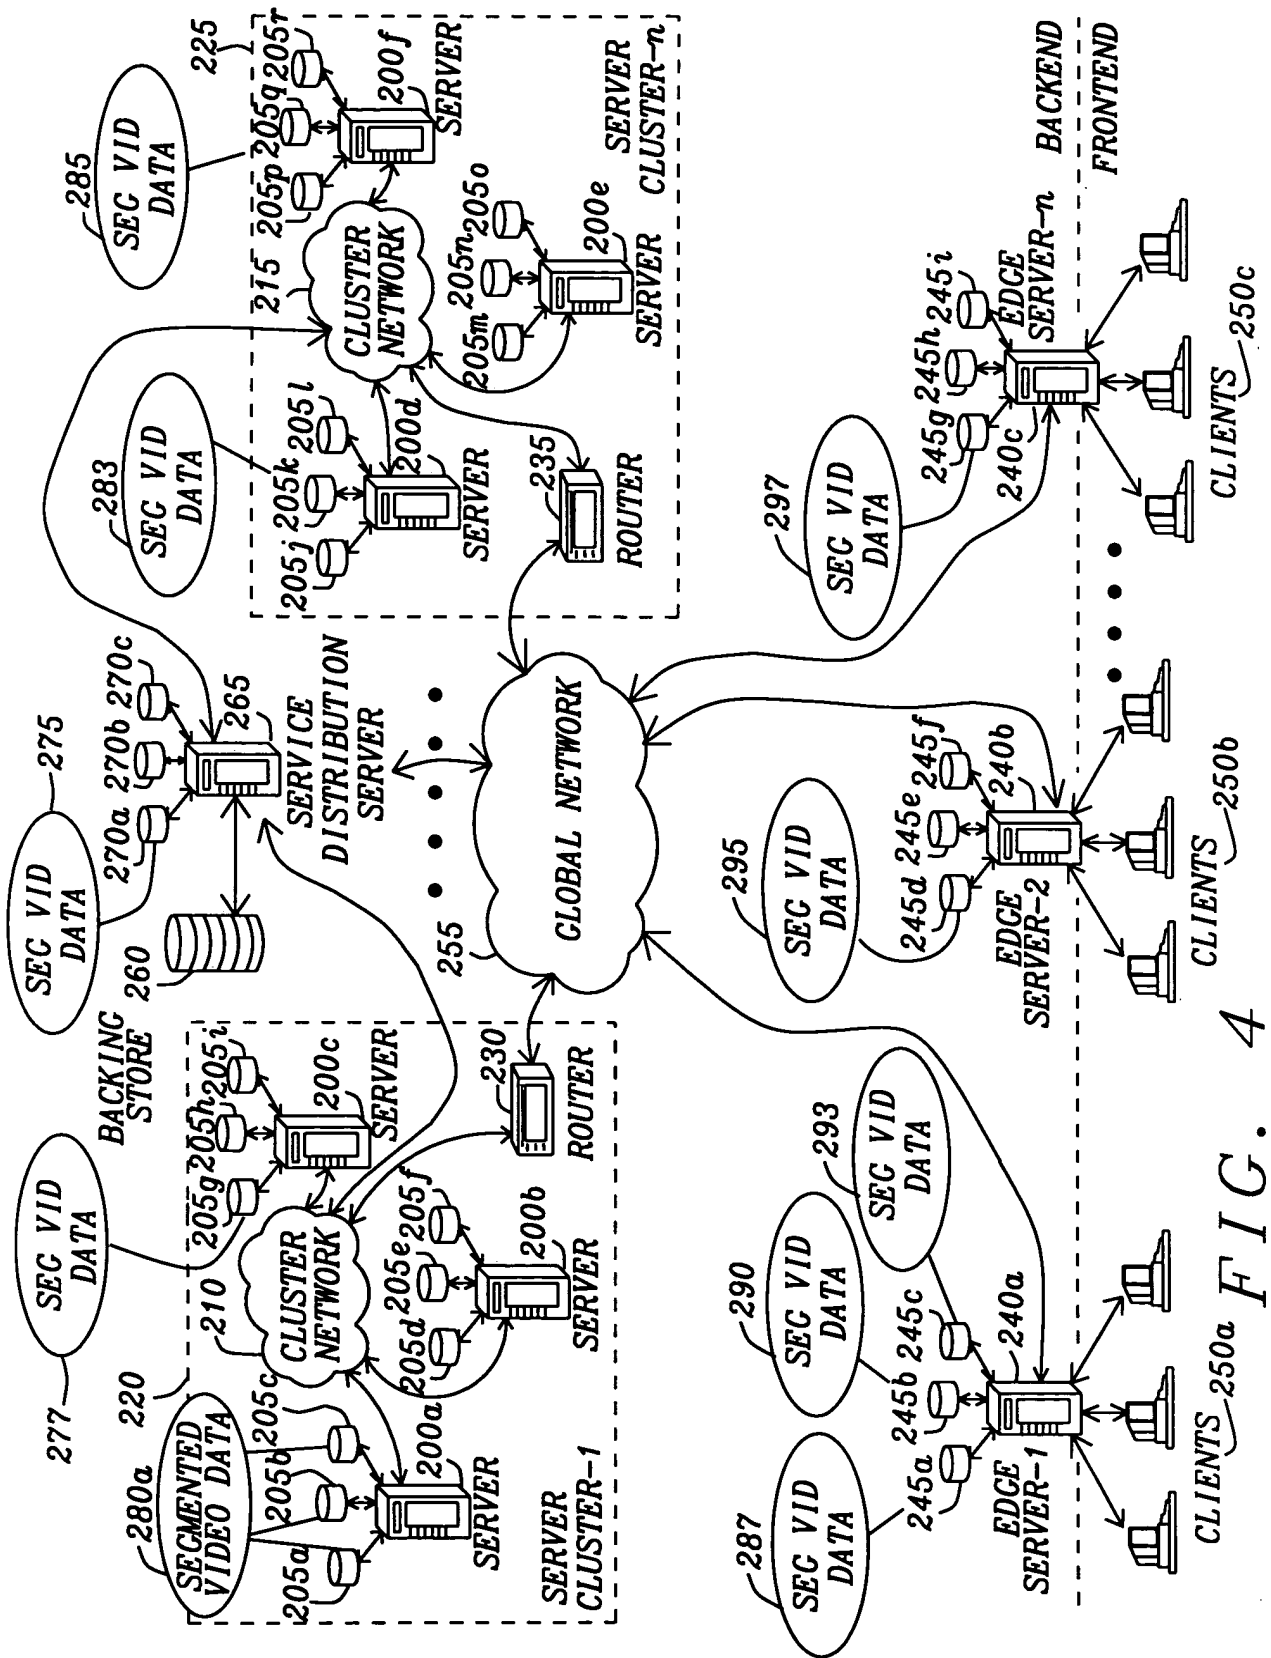 280a
SEGMENTED
VIDEO DATA
220
277
SEG VID
DATA
BACKING
STORE
260
SEG VID
DATA
275
270a
270b
270c
265
SERVICE
DISTRIBUTION
SERVER
283
SEG VID
DATA
215
285
SEG VID
DATA
225
205a
205b
205c
200a
SERVER
210
CLUSTER
NETWORK
205d
205e
205f
200b
SERVER
205g
205h
205i
200c
SERVER
230
ROUTER
SERVER
CLUSTER-1
205j
205k
205l
200d
SERVER
CLUSTER
NETWORK
205m
205n
205o
200e
SERVER
205p
205q
205r
200f
SERVER
235
ROUTER
SERVER
CLUSTER-n
255
GLOBAL NETWORK
287
SEG VID
DATA
290
SEG VID
DATA
293
SEG VID
DATA
295
SEG VID
DATA
297
SEG VID
DATA
245a
245b
245c
240a
EDGE
SERVER-1
245d
245e
245f
240b
EDGE
SERVER-2
245g
245h
245i
240c
EDGE
SERVER-n
BACKEND
FRONTEND
CLIENTS
250a
CLIENTS
250b
CLIENTS
250c
FIG. 4